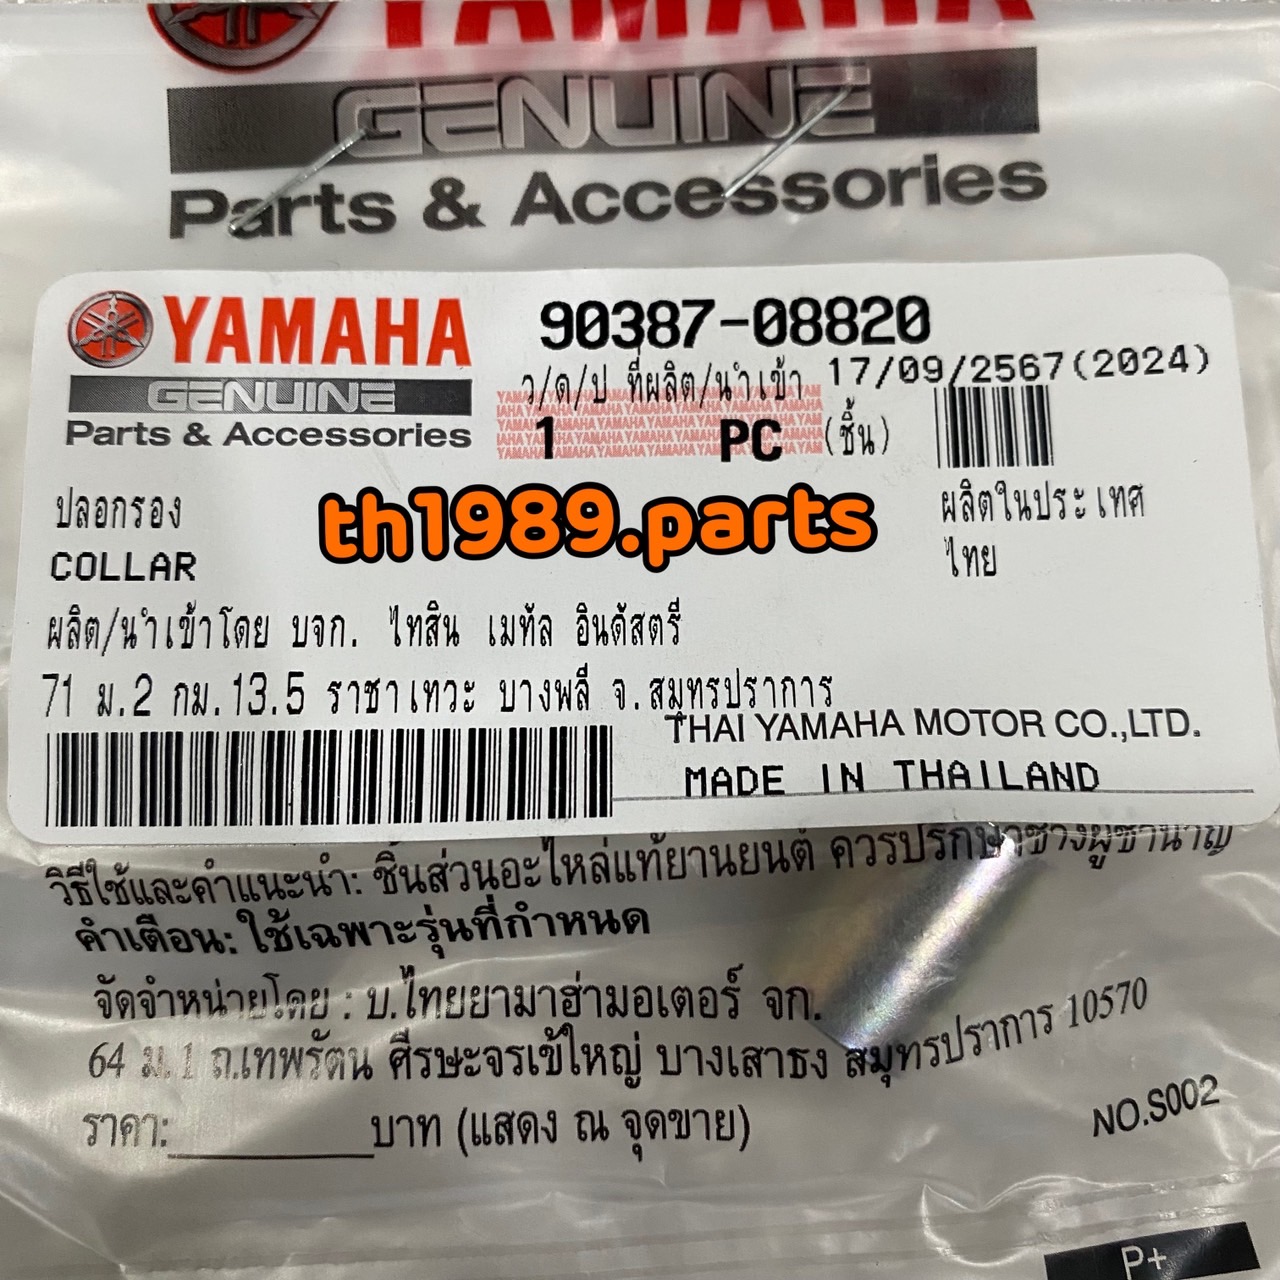 YAMAHA
GENUINE
Parts & Accessories
YAMAHA
GENUINE
Parts & Accessories
90387-08820
ว/ด/ป ที่ผลิต/นำเข้า 17/09/2567(2024)
1 PC (ชิ้น)
ปลอกรอง
COLLAR
th1989.parts
ผลิตในประเทศ
ไทย
ผลิต/นำเข้าโดย บจก. ไทสิน เมทัล อินดัสตรี
71 ม.2 กม.13.5 ราชาเทวะ บางพลี จ.สมุทรปราการ
THAI YAMAHA MOTOR CO.,LTD.
MADE IN THAILAND
วิธีใช้และคำแนะนำ: ชิ้นส่วนอะไหล่แท้ยานยนต์ ควรปรึกษาช่างผู้ชำนาญ
คำเตือน: ใช้เฉพาะรุ่นที่กำหนด
จัดจำหน่ายโดย : บ.ไทยยามาฮ่ามอเตอร์ จก.
64 ม.1 ถ.เทพรัตน ศีรษะจรเข้ใหญ่ บางเสาธง สมุทรปราการ 10570
ราคา: บาท (แสดง ณ จุดขาย)
NO.S002
P+